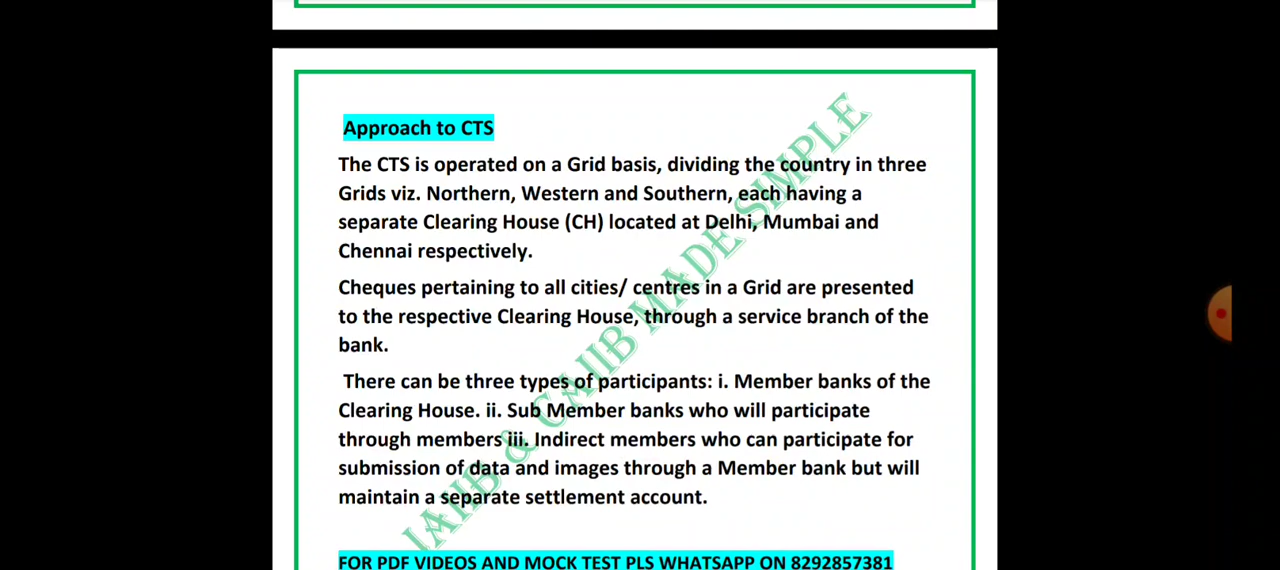 Approach to CTS
The CTS is operated on a Grid basis, dividing the country in three
Grids viz. Northern, Western and Southern, each having a
separate Clearing House (CH) located at Delhi, Mumbai and
Chennai respectively.
Cheques pertaining to all cities/ centres in a Grid are presented
to the respective Clearing House, through a service branch of the
bank.
There can be three types of participants: i. Member banks of the
Clearing House. ii. Sub Member banks who will participate
through members iii. Indirect members who can participate for
submission of data and images through a Member bank but will
maintain a separate settlement account.
JAIIB & CAIIB MADE SIMPLE
FOR PDF VIDEOS AND MOCK TEST PLS WHATSAPP ON 8292857381